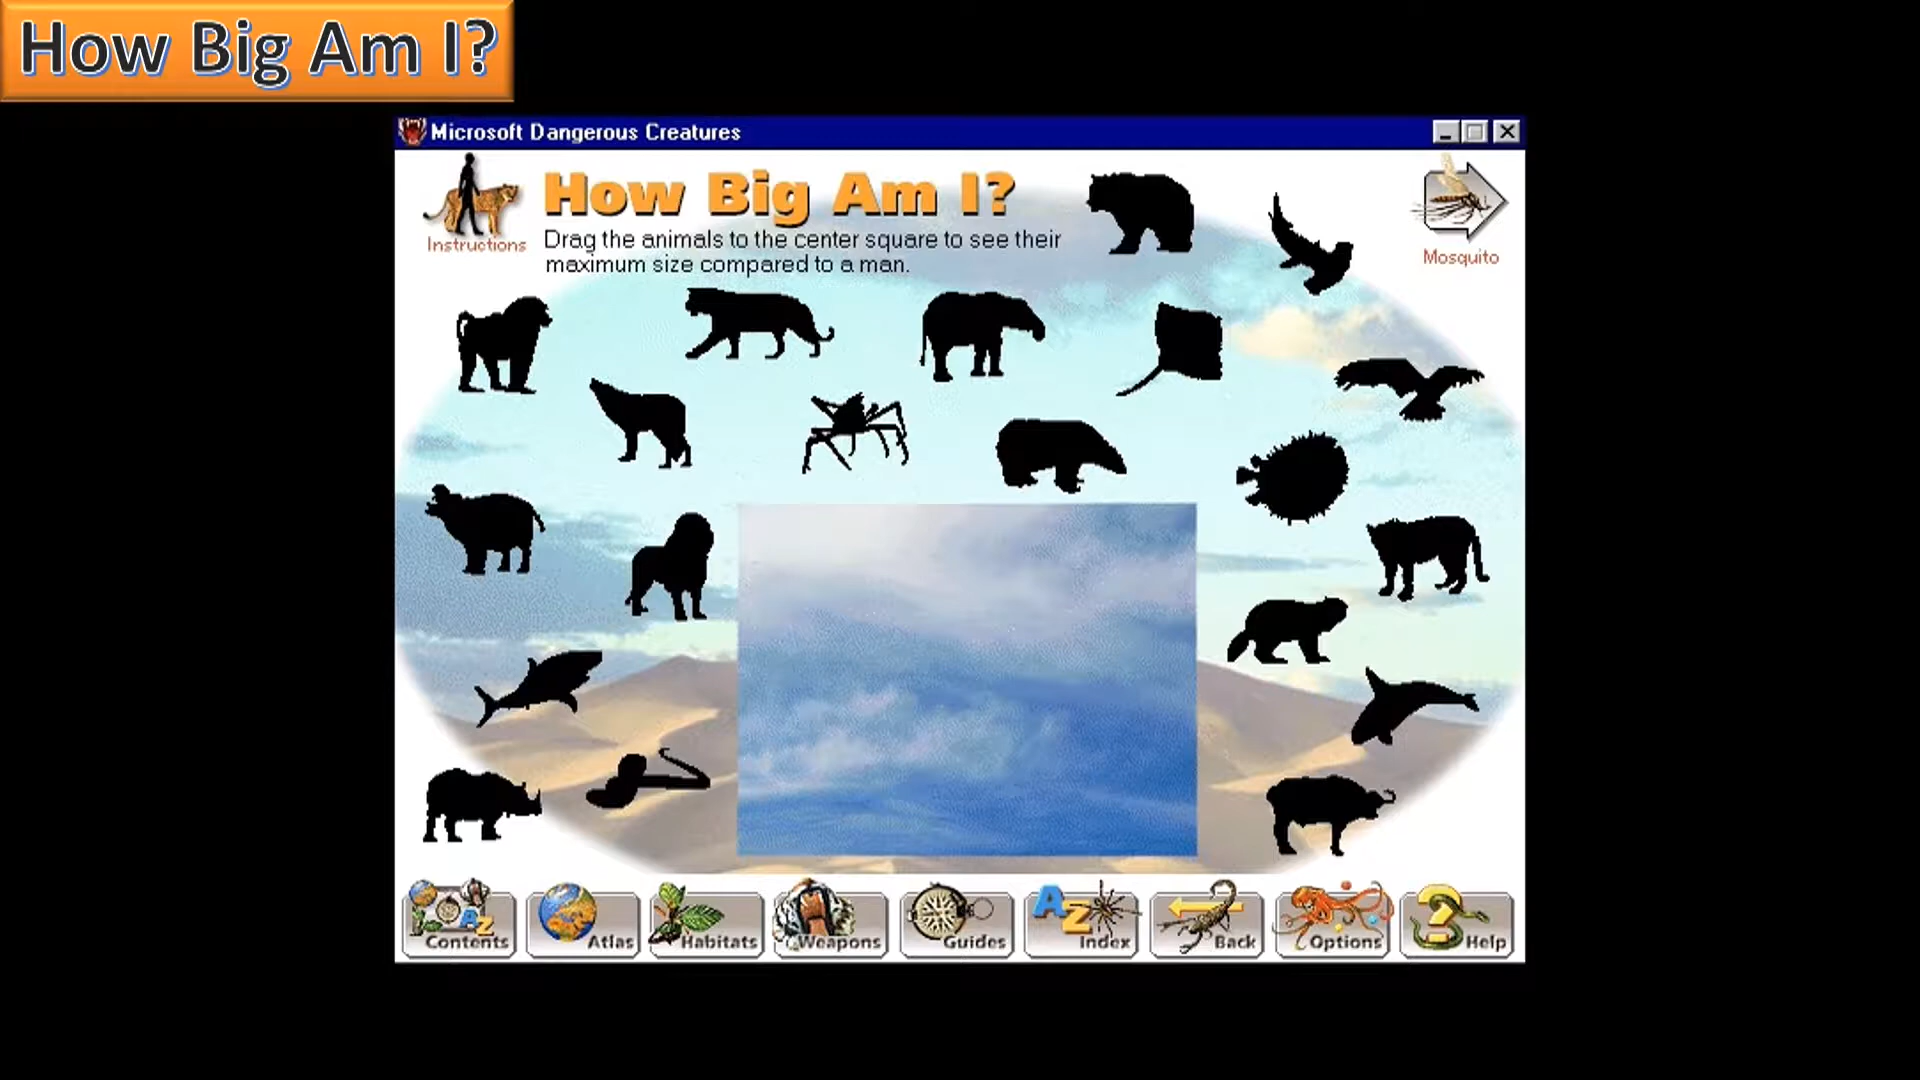 How Big Am I?
Microsoft Dangerous Creatures
How Big Am I?
Instructions
Drag the animals to the center square to see their
maximum size compared to a man.
Mosquito
Contents
Atlas
Habitats
Weapons
Guides
AZ Index
Back
Options
? Help